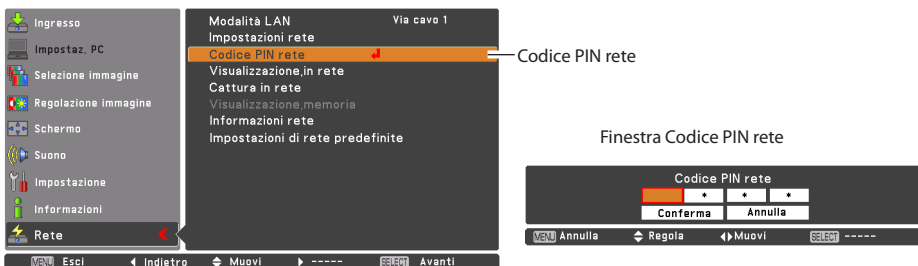 Ingresso
Impostaz. PC
Selezione immagine
Regolazione immagine
Schermo
Suono
Impostazione
Informazioni
Rete
Modalità LAN Via cavo 1
Impostazioni rete
Codice PIN rete
Visualizzazione,in rete
Cattura in rete
Visualizzazione,memoria
Informazioni rete
Impostazioni di rete predefinite
MENU Esci Indietro Muovi ----- SELECT Avanti
Codice PIN rete
Finestra Codice PIN rete
Codice PIN rete
* * *
Conferma Annulla
MENU Annulla Regola Muovi SELECT -----